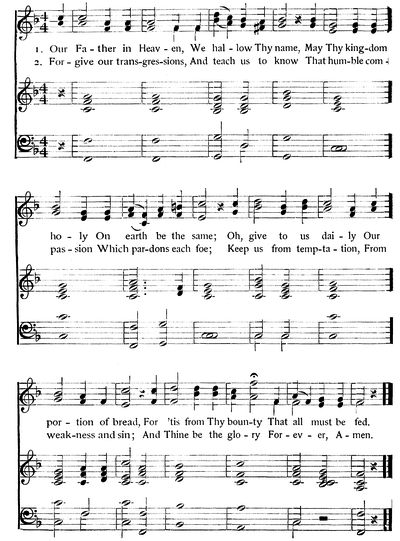 1. Our Fa-ther in Heav-en, We hal-low Thy name, May Thy king-dom
2. For-give our trans-gres-sions, And teach us to know That hum-ble com-
ho-ly On earth be the same; Oh, give to us dai-ly Our
pas-sion Which par-dons each foe; Keep us from temp-ta-tion, From
por-tion of bread, For 'tis from Thy boun-ty That all must be fed.
weak-ness and sin; And Thine be the glo-ry For-ev-er, A-men.